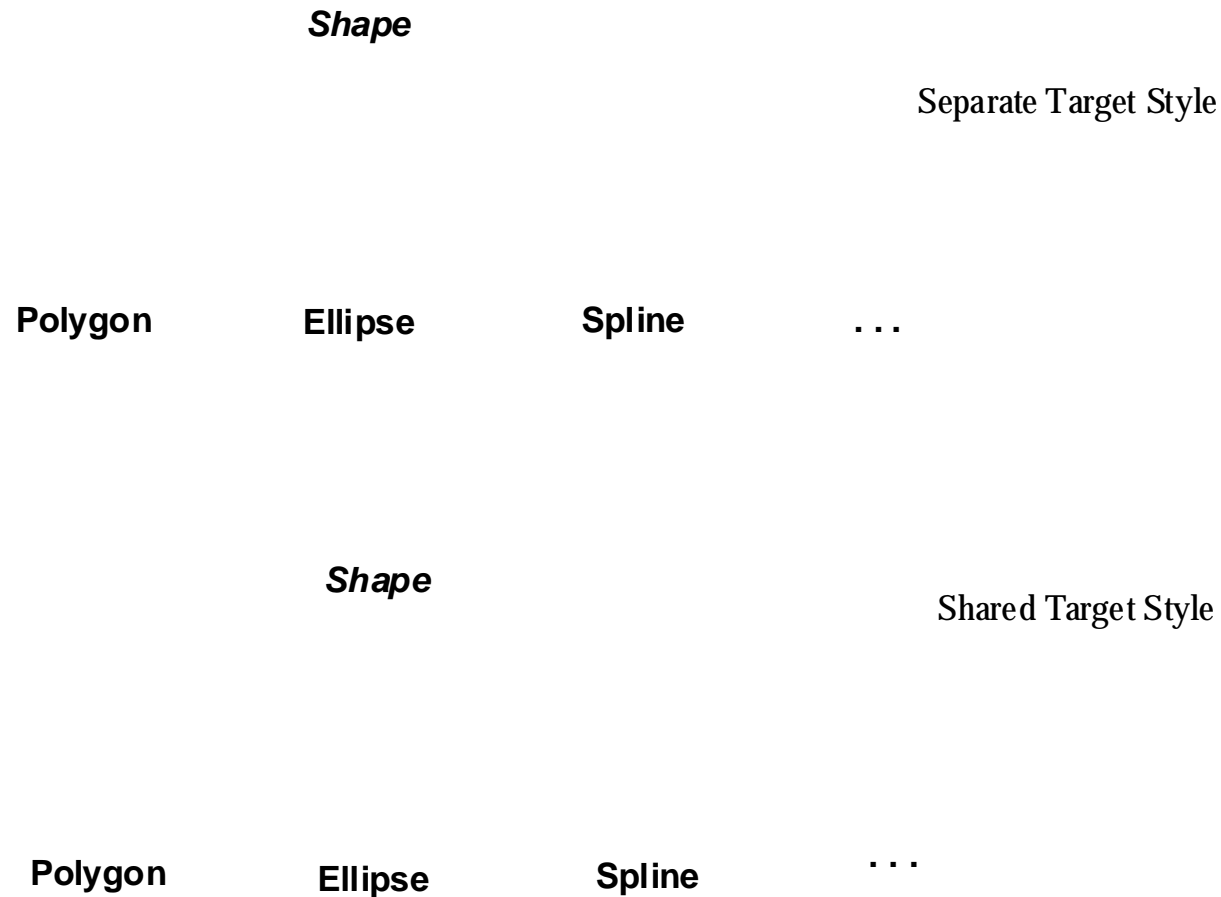 Shape
Separate Target Style
Polygon Ellipse Spline . . .
Shape
Shared Target Style
Polygon Ellipse Spline . . .